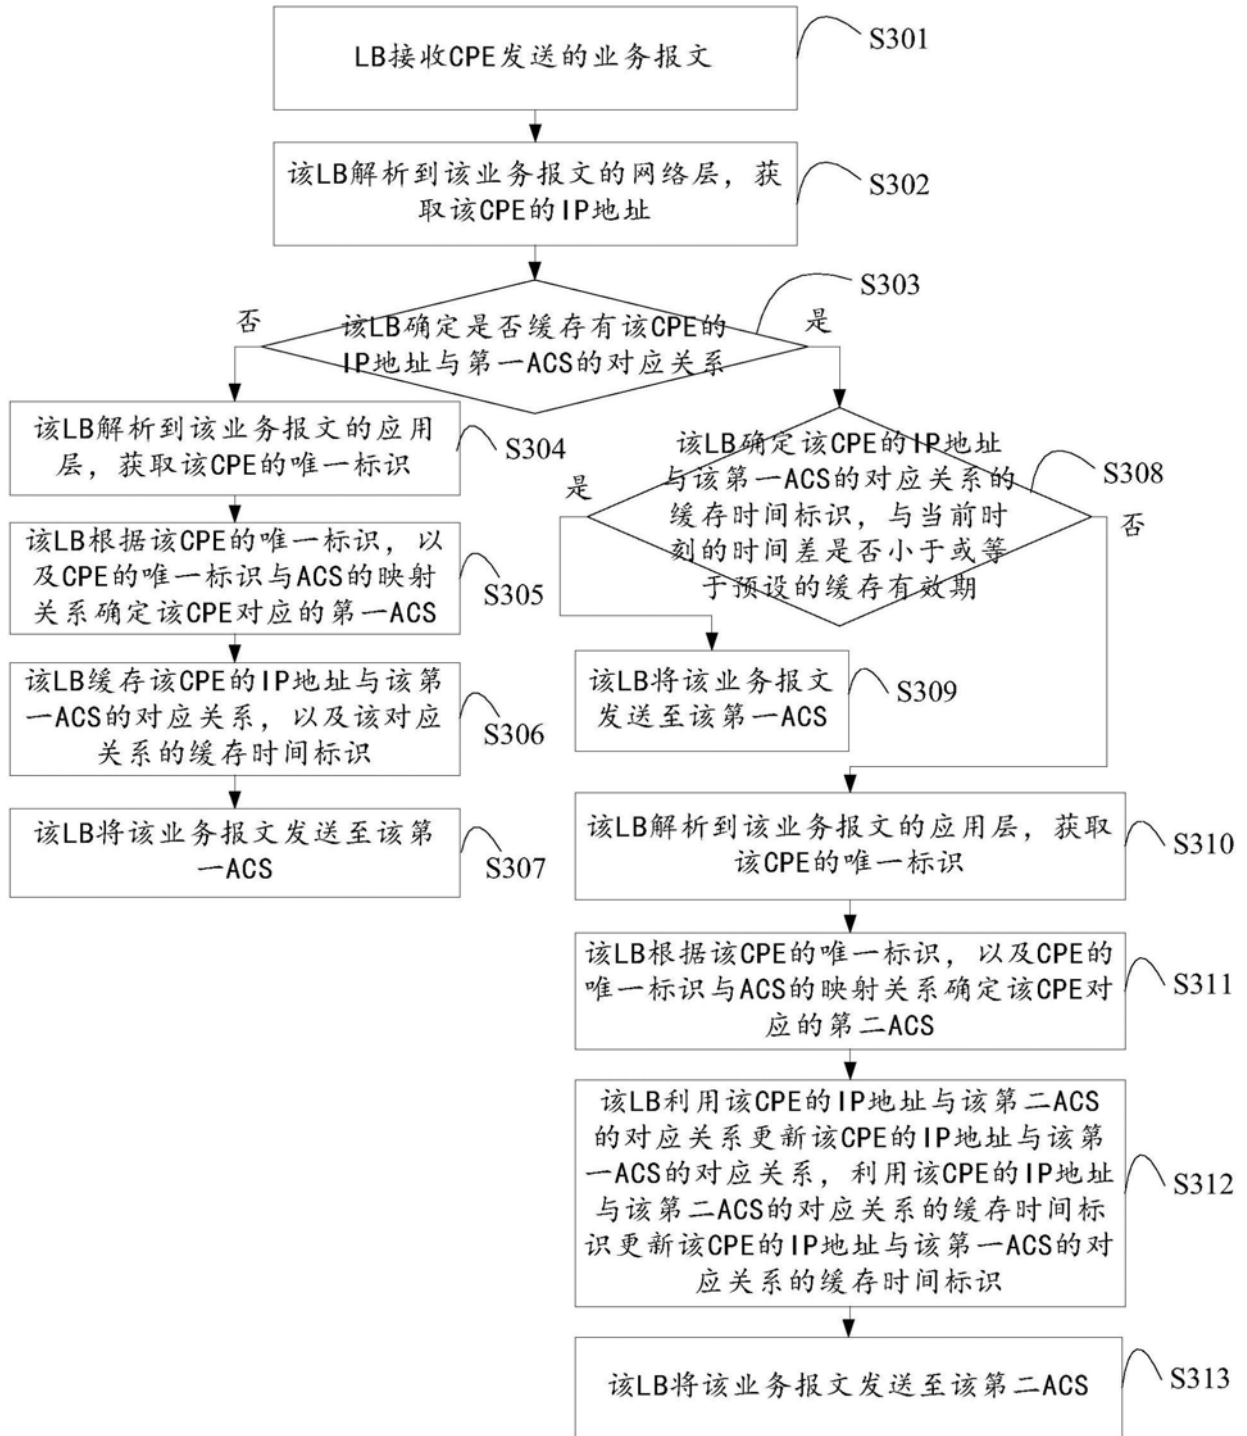 LB接收CPE发送的业务报文
S301
该LB解析到该业务报文的网络层，获
取该CPE的IP地址
S302
该LB确定是否缓存有该CPE的
IP地址与第一ACS的对应关系
S303
否
是
该LB解析到该业务报文的应用
层，获取该CPE的唯一标识
S304
该LB根据该CPE的唯一标识，以
及CPE的唯一标识与ACS的映射
关系确定该CPE对应的第一ACS
S305
该LB缓存该CPE的IP地址与该第
一ACS的对应关系，以及该对应
关系的缓存时间标识
S306
该LB将该业务报文发送至该第
一ACS
S307
该LB确定该CPE的IP地址
与该第一ACS的对应关系的
缓存时间标识，与当前时
刻的时间差是否小于或等
于预设的缓存有效期
S308
是
否
该LB将该业务报文
发送至该第一ACS
S309
该LB解析到该业务报文的应用层，获取
该CPE的唯一标识
S310
该LB根据该CPE的唯一标识，以及CPE的
唯一标识与ACS的映射关系确定该CPE对
应的第二ACS
S311
该LB利用该CPE的IP地址与该第二ACS
的对应关系更新该CPE的IP地址与该第
一ACS的对应关系，利用该CPE的IP地址
与该第二ACS的对应关系的缓存时间标
识更新该CPE的IP地址与该第一ACS的对
应关系的缓存时间标识
S312
该LB将该业务报文发送至该第二ACS
S313